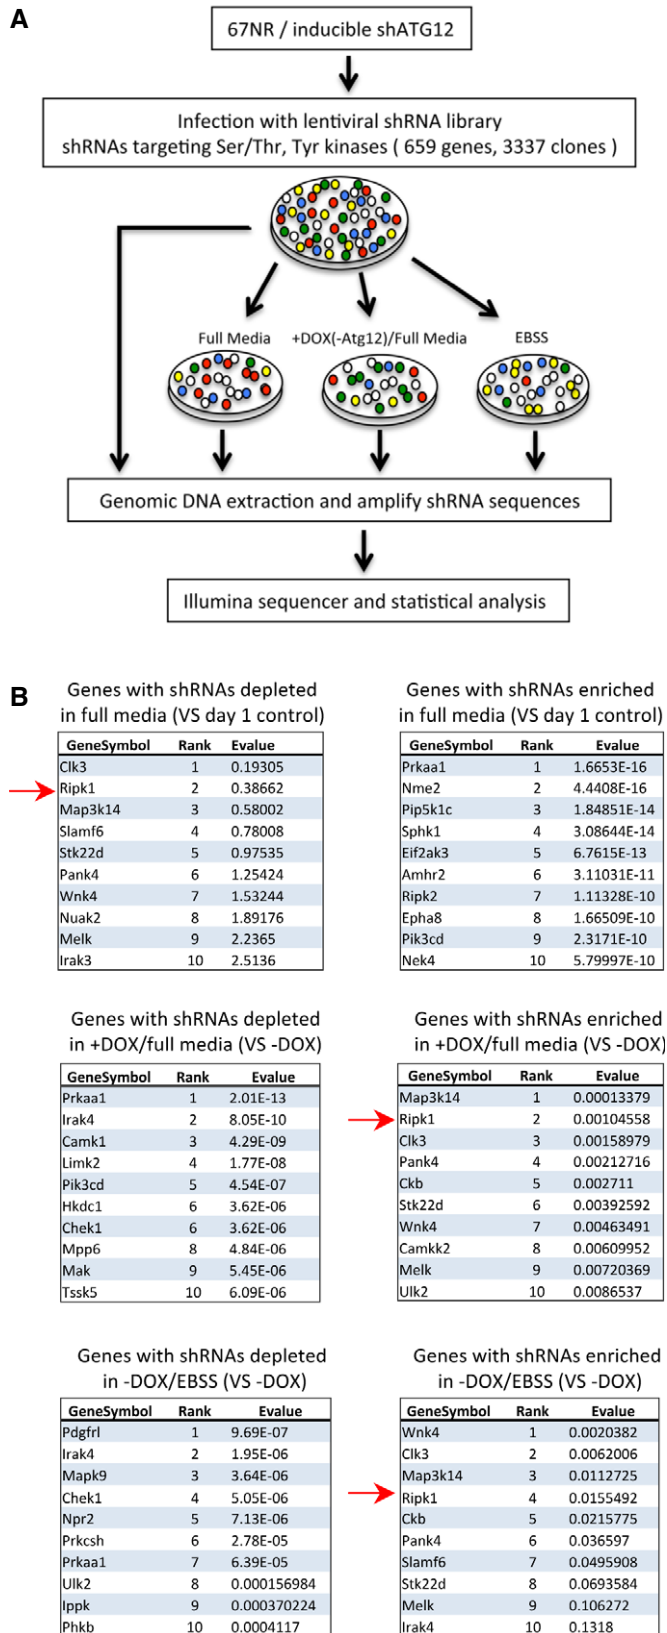 A
67NR / inducible shATG12
Infection with lentiviral shRNA library
shRNAs targeting Ser/Thr, Tyr kinases ( 659 genes, 3337 clones )
Full Media +DOX(-Atg12)/Full Media EBSS
Genomic DNA extraction and amplify shRNA sequences
Illumina sequencer and statistical analysis
B
Genes with shRNAs depleted
in full media (VS day 1 control)
GeneSymbol Rank Evalue
Clk3 1 0.19305
Ripk1 2 0.38662
Map3k14 3 0.58002
Slamf6 4 0.78008
Stk22d 5 0.97535
Pank4 6 1.25424
Wnk4 7 1.53244
Nuak2 8 1.89176
Melk 9 2.2365
Irak3 10 2.5136
Genes with shRNAs enriched
in full media (VS day 1 control)
GeneSymbol Rank Evalue
Prkaa1 1 1.6653E-16
Nme2 2 4.4408E-16
Pip5k1c 3 1.84851E-14
Sphk1 4 3.08644E-14
Eif2ak3 5 6.7615E-13
Amhr2 6 3.11031E-11
Ripk2 7 1.11328E-10
Epha8 8 1.66509E-10
Pik3cd 9 2.3171E-10
Nek4 10 5.79997E-10
Genes with shRNAs depleted
in +DOX/full media (VS -DOX)
GeneSymbol Rank Evalue
Prkaa1 1 2.01E-13
Irak4 2 8.05E-10
Camk1 3 4.29E-09
Limk2 4 1.77E-08
Pik3cd 5 4.54E-07
Hkdc1 6 3.62E-06
Chek1 6 3.62E-06
Mpp6 8 4.84E-06
Mak 9 5.45E-06
Tssk5 10 6.09E-06
Genes with shRNAs enriched
in +DOX/full media (VS -DOX)
GeneSymbol Rank Evalue
Map3k14 1 0.00013379
Ripk1 2 0.00104558
Clk3 3 0.00158979
Pank4 4 0.00212716
Ckb 5 0.002711
Stk22d 6 0.00392592
Wnk4 7 0.00463491
Camkk2 8 0.00609952
Melk 9 0.00720369
Ulk2 10 0.0086537
Genes with shRNAs depleted
in -DOX/EBSS (VS -DOX)
GeneSymbol Rank Evalue
Pdgfrl 1 9.69E-07
Irak4 2 1.95E-06
Mapk9 3 3.64E-06
Chek1 4 5.05E-06
Npr2 5 7.13E-06
Prkcsh 6 2.78E-05
Prkaa1 7 6.39E-05
Ulk2 8 0.000156984
Ippk 9 0.000370224
Phkb 10 0.0004117
Genes with shRNAs enriched
in -DOX/EBSS (VS -DOX)
GeneSymbol Rank Evalue
Wnk4 1 0.0020382
Clk3 2 0.0062006
Map3k14 3 0.0112725
Ripk1 4 0.0155492
Ckb 5 0.0215775
Pank4 6 0.036597
Slamf6 7 0.0495908
Stk22d 8 0.0693584
Melk 9 0.106272
Irak4 10 0.1318